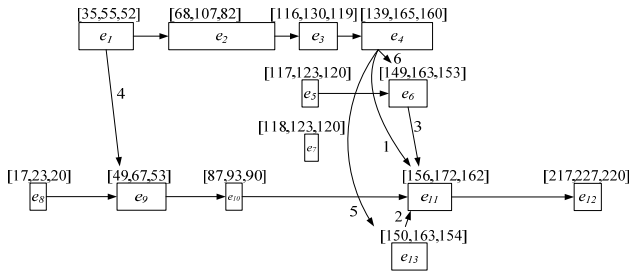 [35,55,52] [68,107,82] [116,130,119] [139,165,160]
e1 e2 e3 e4
6
[117,123,120] [149,163,153]
4 e5 e6
[118,123,120] 3
e7 1
[17,23,20] [49,67,53] [87,93,90] [156,172,162] [217,227,220]
e8 e9 e10 e11 e12
5 2
[150,163,154]
e13